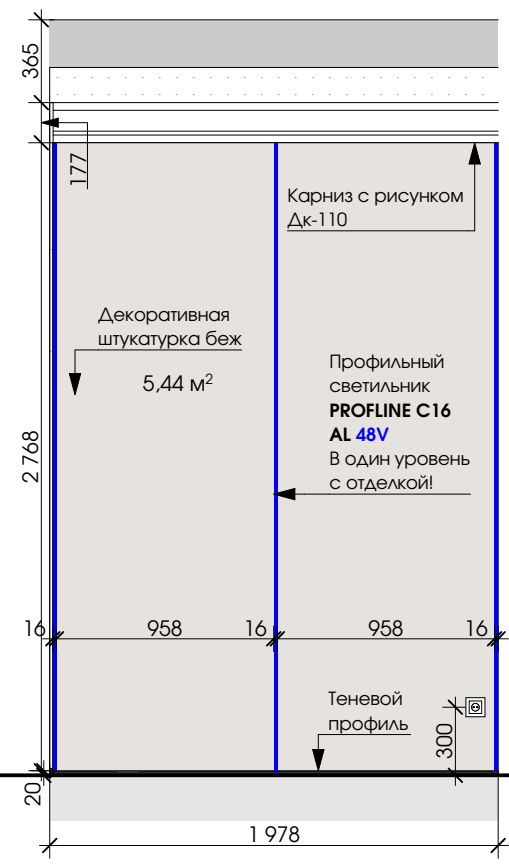 365
177
Карниз с рисунком
Дк-110
Декоративная
штукатурка беж
5,44 м²
Профильный
светильник
PROFLINE C16
AL 48V
В один уровень
с отделкой!
2 768
16 958 16 958 16
Теневой
профиль
300
20
1 978